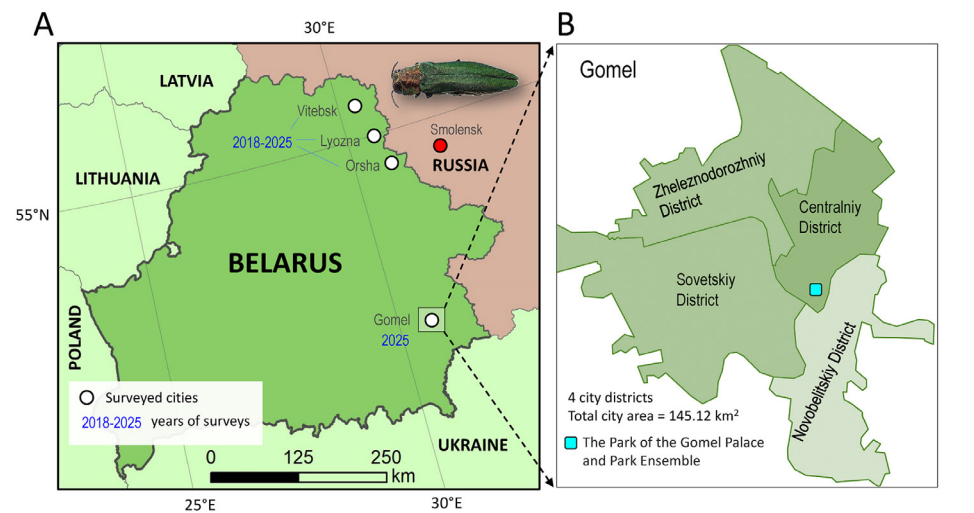 A
30°E
LATVIA
Vitebsk
2018-2025
Lyozna
Smolensk
Orsha
RUSSIA
LITHUANIA
55°N
BELARUS
Gomel
2025
POLAND
Surveyed cities
2018-2025 years of surveys
UKRAINE
0 125 250
km
25°E
30°E
B
Gomel
Zheleznodorozhniy
District
Centralniy
District
Sovetskiy
District
Novobelitskiy District
4 city districts
Total city area = 145.12 km²
The Park of the Gomel Palace
and Park Ensemble